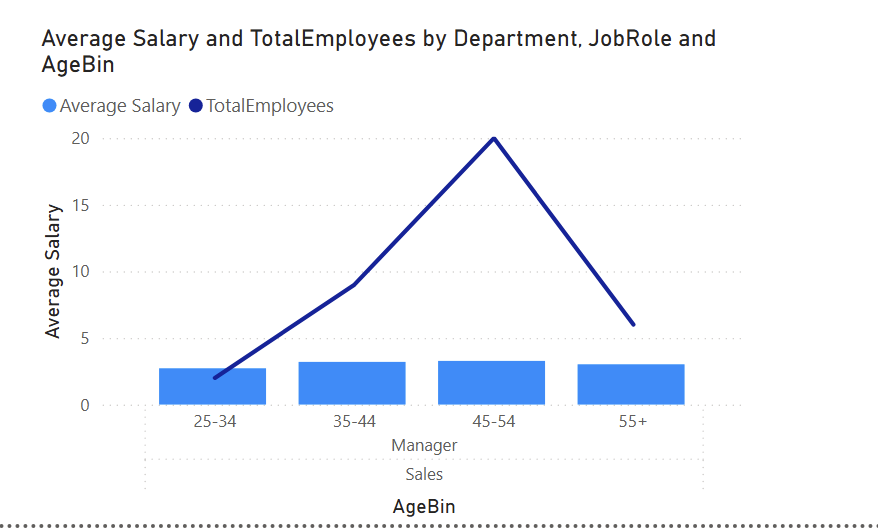 Average Salary and TotalEmployees by Department, JobRole and
AgeBin
Average Salary TotalEmployees
20
15
10
5
0
Average Salary
25-34 35-44 45-54 55+
Manager
Sales
AgeBin